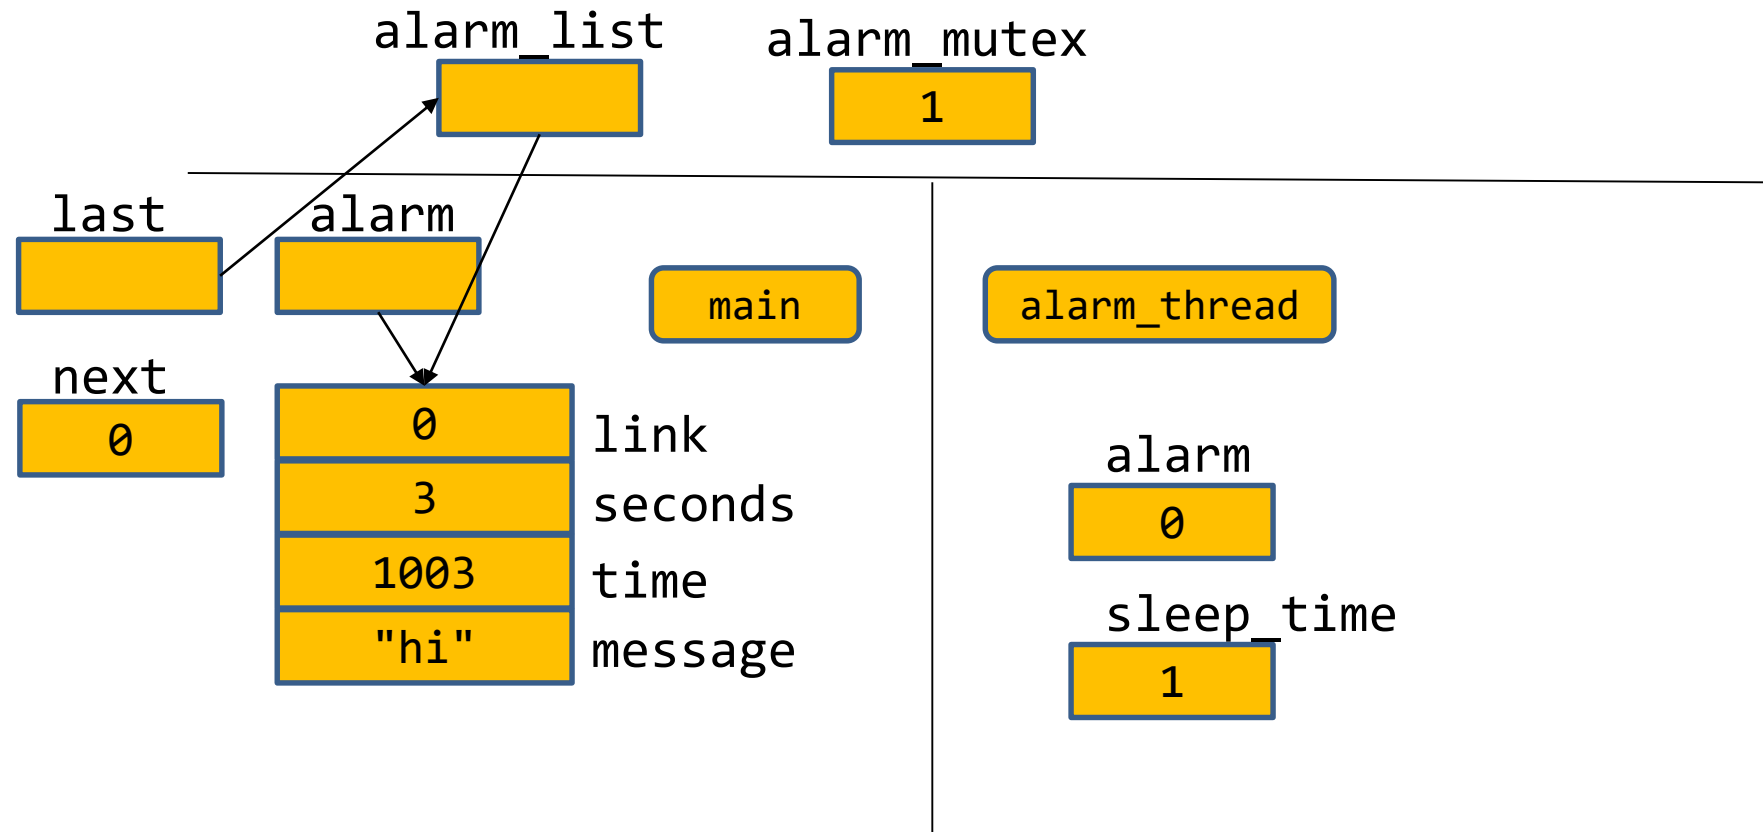 alarm_list
alarm_mutex
1
last
alarm
main
alarm_thread
next
0
0
link
3
seconds
1003
time
"hi"
message
alarm
0
sleep_time
1